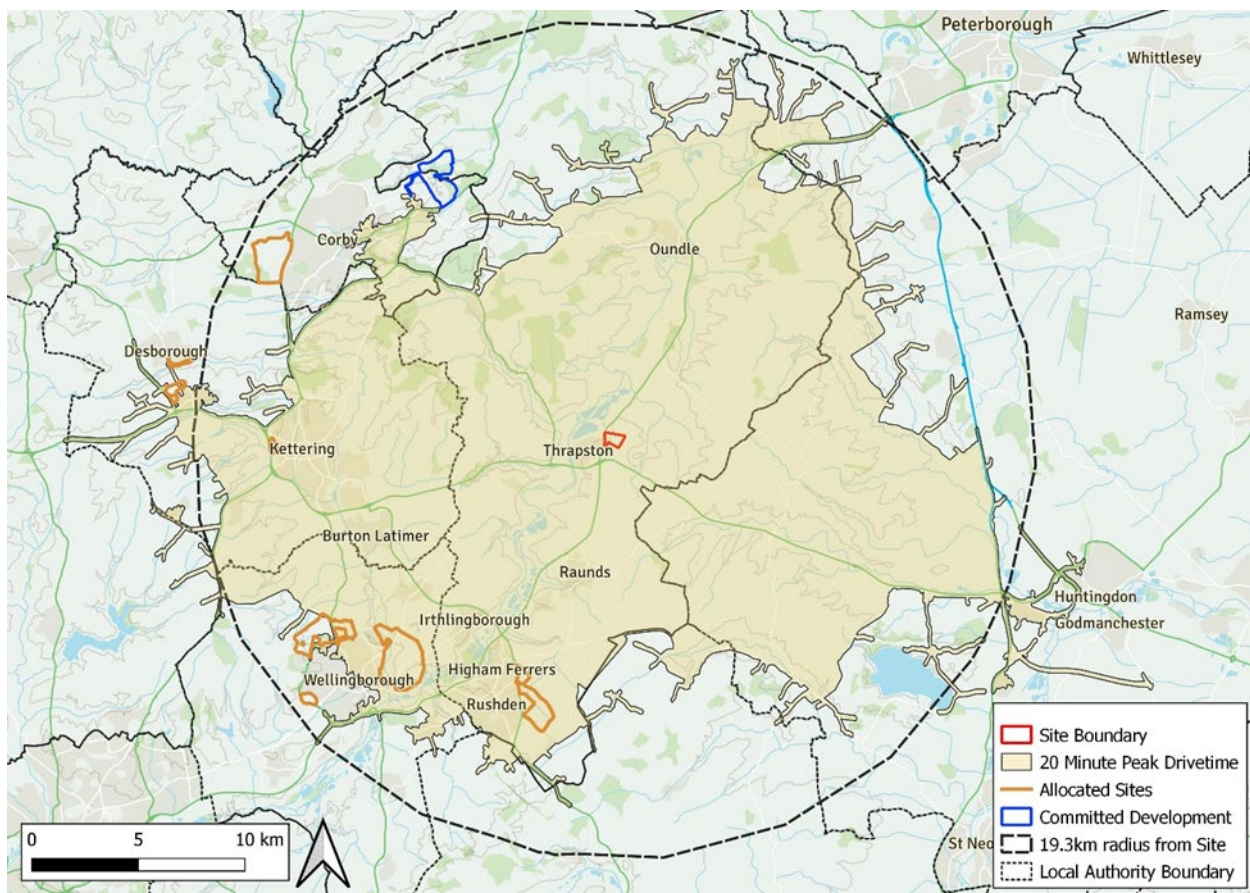 Peterborough
Whittlesey
Corby
Oundle
Ramsey
Desborough
Kettering
Thrapston
Burton Latimer
Raunds
Huntingdon
Irthlingborough
Godmanchester
Higham Ferrers
Wellingborough
Rushden
St Neo
Site Boundary
20 Minute Peak Drivetime
Allocated Sites
Committed Development
19.3km radius from Site
Local Authority Boundary
0 5 10 km